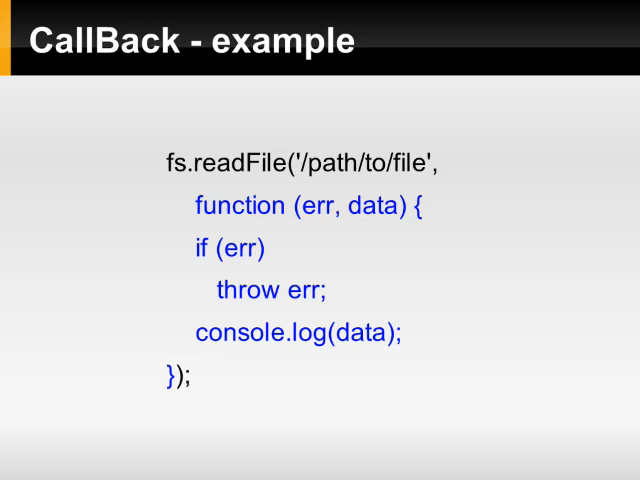 CallBack - example
fs.readFile('/path/to/file',
function (err, data) {
if (err)
throw err;
console.log(data);
});